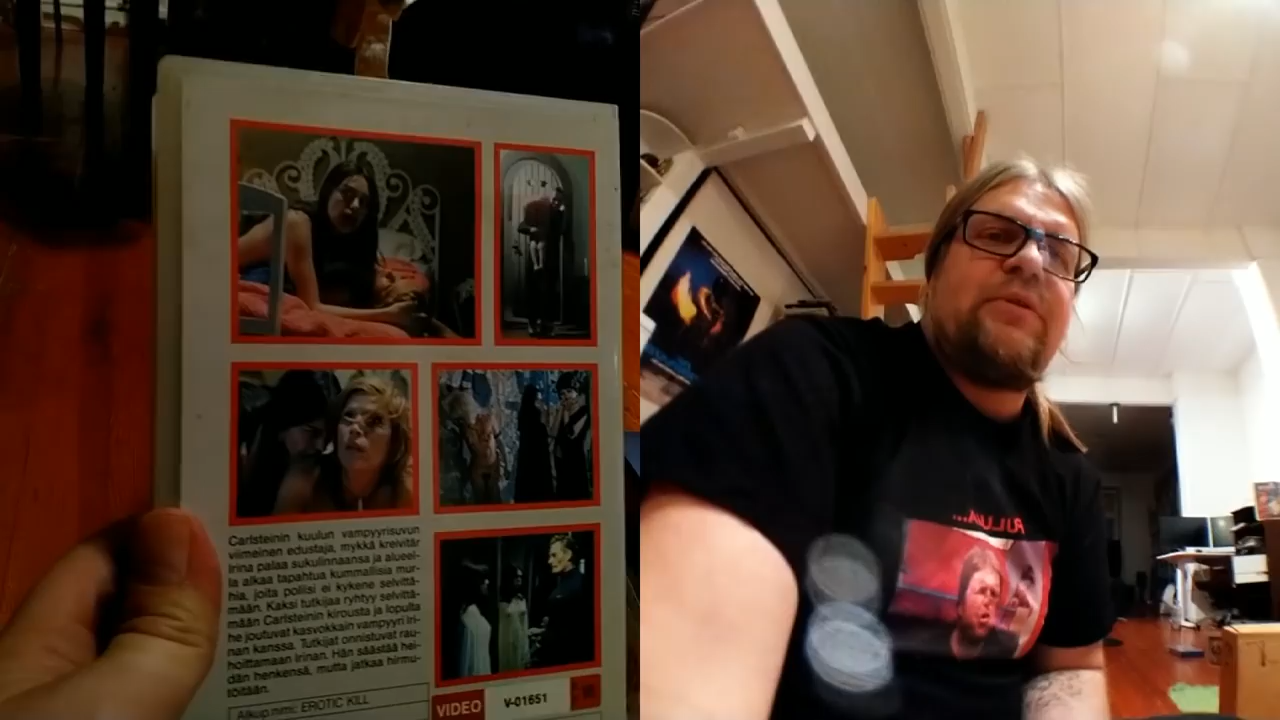 Carlsteinin kuulun vampyyrisuvun
viimeinen edustaja, mykkä kreivitär
Irina palaa sukulinnaansa ja alueel-
la alkaa tapahtua kummallisia mur-
hia, joita poliisi ei kykene selvittä-
mään. Kaksi tutkijaa ryhtyy selvittä-
mään Carlsteinin kirousta ja lopulta
he joutuvat kasvokkain vampyyri Iri-
nan kanssa. Tutkijat onnistuvat rau-
hoittamaan Irinan. Hän säästää hei-
dän henkensä, mutta jatkaa hirmu-
töitään.
Alkup.nimi: EROTIC KILL
VIDEO V-01651